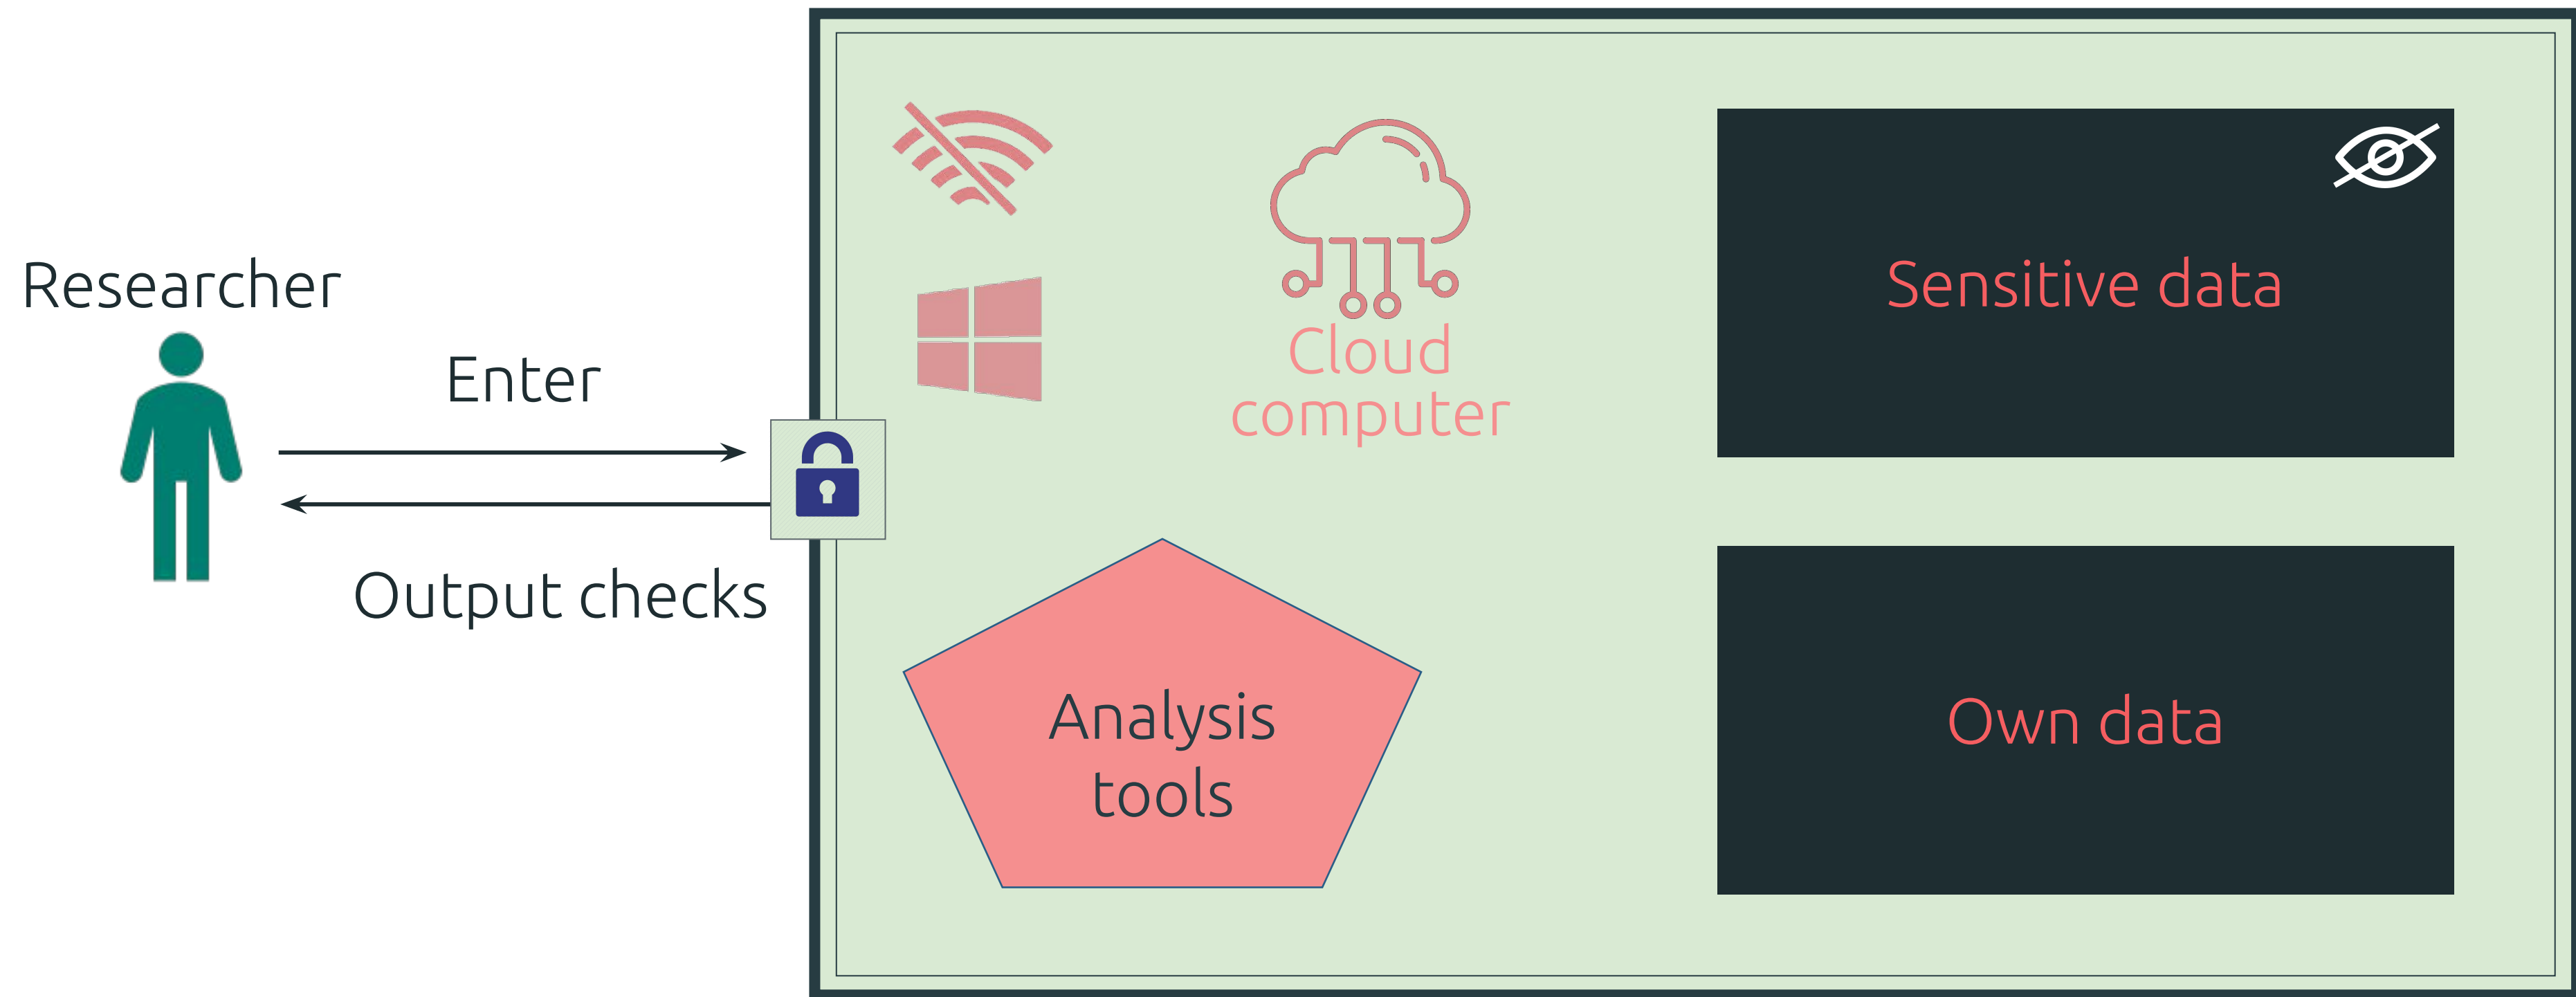 Researcher
Enter
Output checks
Cloud
computer
Analysis
tools
Sensitive data
Own data